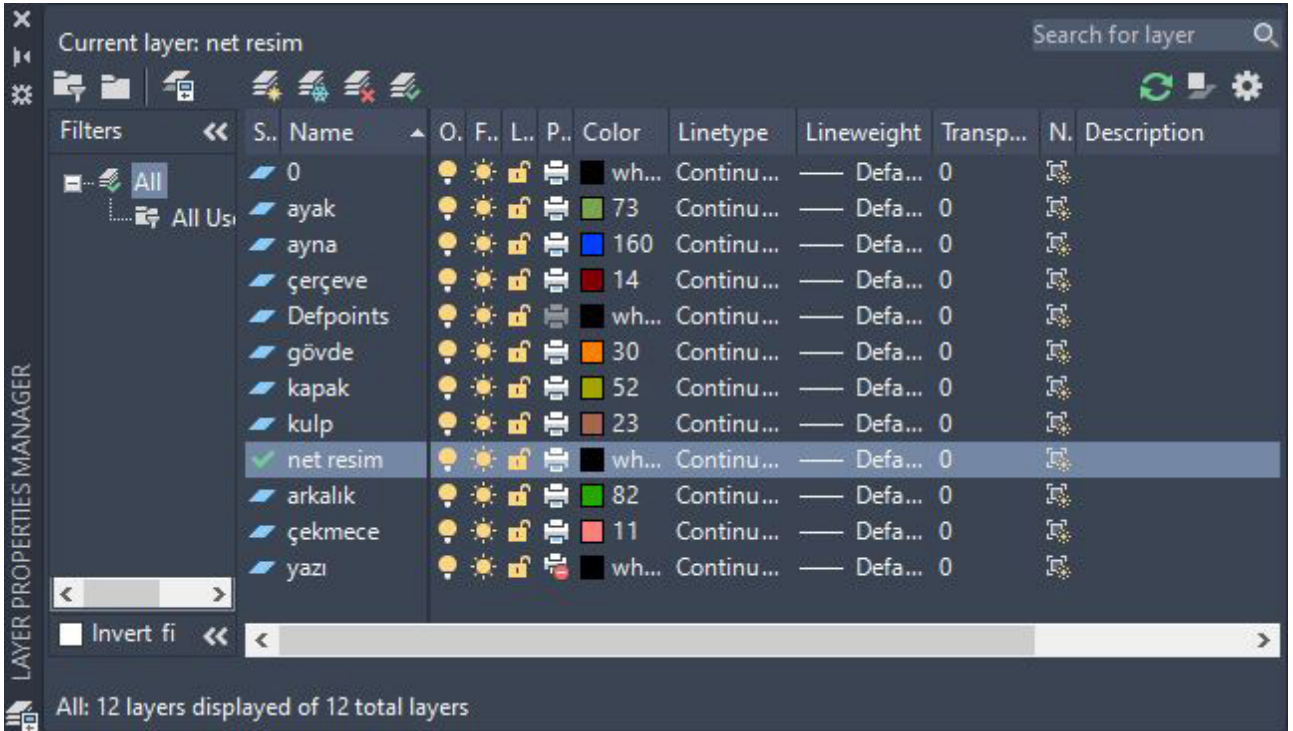 Current layer: net resim
Search for layer
Filters
S.. Name O. F.. L.. P.. Color Linetype Lineweight Transp... N. Description
All
All Us
0 wh... Continu... Defa... 0
ayak 73 Continu... Defa... 0
ayna 160 Continu... Defa... 0
çerçeve 14 Continu... Defa... 0
Defpoints wh... Continu... Defa... 0
gövde 30 Continu... Defa... 0
kapak 52 Continu... Defa... 0
kulp 23 Continu... Defa... 0
net resim wh... Continu... Defa... 0
arkalık 82 Continu... Defa... 0
çekmece 11 Continu... Defa... 0
yazı wh... Continu... Defa... 0
Invert fi
All: 12 layers displayed of 12 total layers
LAYER PROPERTIES MANAGER